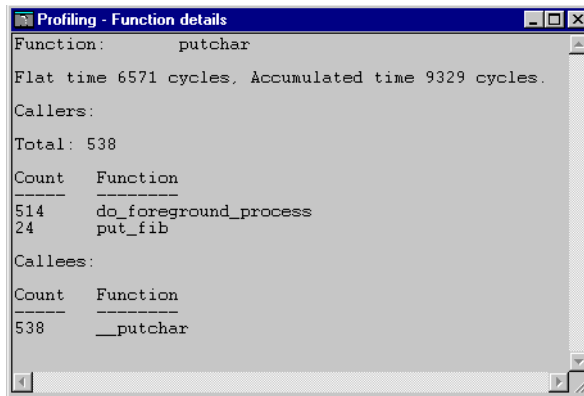 Profiling - Function details
Function: putchar
Flat time 6571 cycles, Accumulated time 9329 cycles.
Callers:
Total: 538
Count Function
----- --------
514 do_foreground_process
24 put_fib
Callees:
Count Function
----- --------
538 __putchar